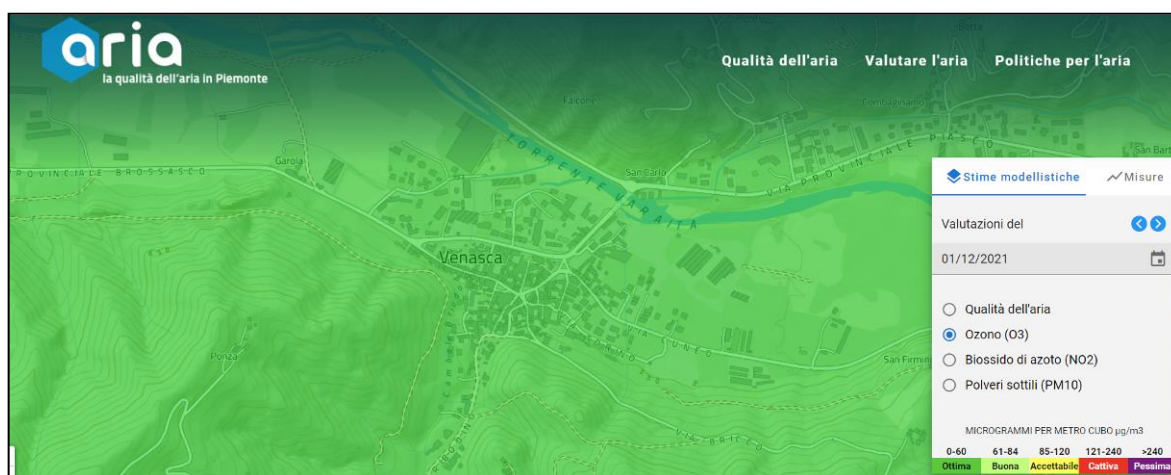 aria
la qualità dell'aria in Piemonte
Qualità dell'aria Valutare l'aria Politiche per l'aria
Falcone
Combagnsino
Garola
PROVINCIALE BROSSASCO
San Carlo
TORRENTE VARAITA
VIA PROVINCIALE PIASCO
San Bart
Venasca
Ponza
VIA CUNEO
San Firmin
VIA BRICCO
Stime modellistiche Misure
Valutazioni del
01/12/2021
Qualità dell'aria
Ozono (O3)
Biossido di azoto (NO2)
Polveri sottili (PM10)
MICROGRAMMI PER METRO CUBO µg/m3
0-60 61-84 85-120 121-240 >240
Ottima Buona Accettabile Cattiva Pessima